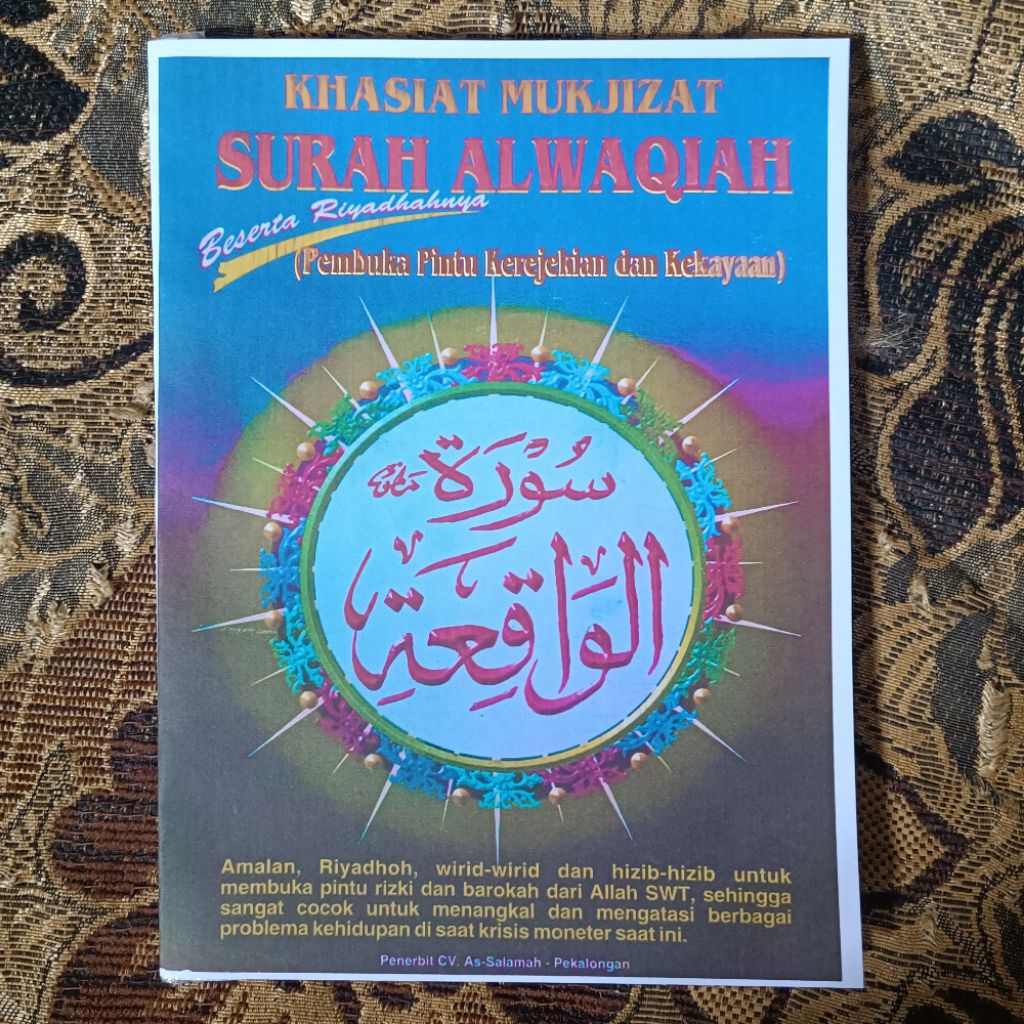 KHASIAT MUKJIZAT
SURAH ALWAQIAH
Beserta Riyadhahnya
(Pembuka Pintu Kerejekian dan Kekayaan)
سُوْرَة
الوَاقِعَةِ
Amalan, Riyadhoh, wirid-wirid dan hizib-hizib untuk
membuka pintu rizki dan barokah dari Allah SWT, sehingga
sangat cocok untuk menangkal dan mengatasi berbagai
problema kehidupan di saat krisis moneter saat ini.
Penerbit CV. As-Salamah - Pekalongan